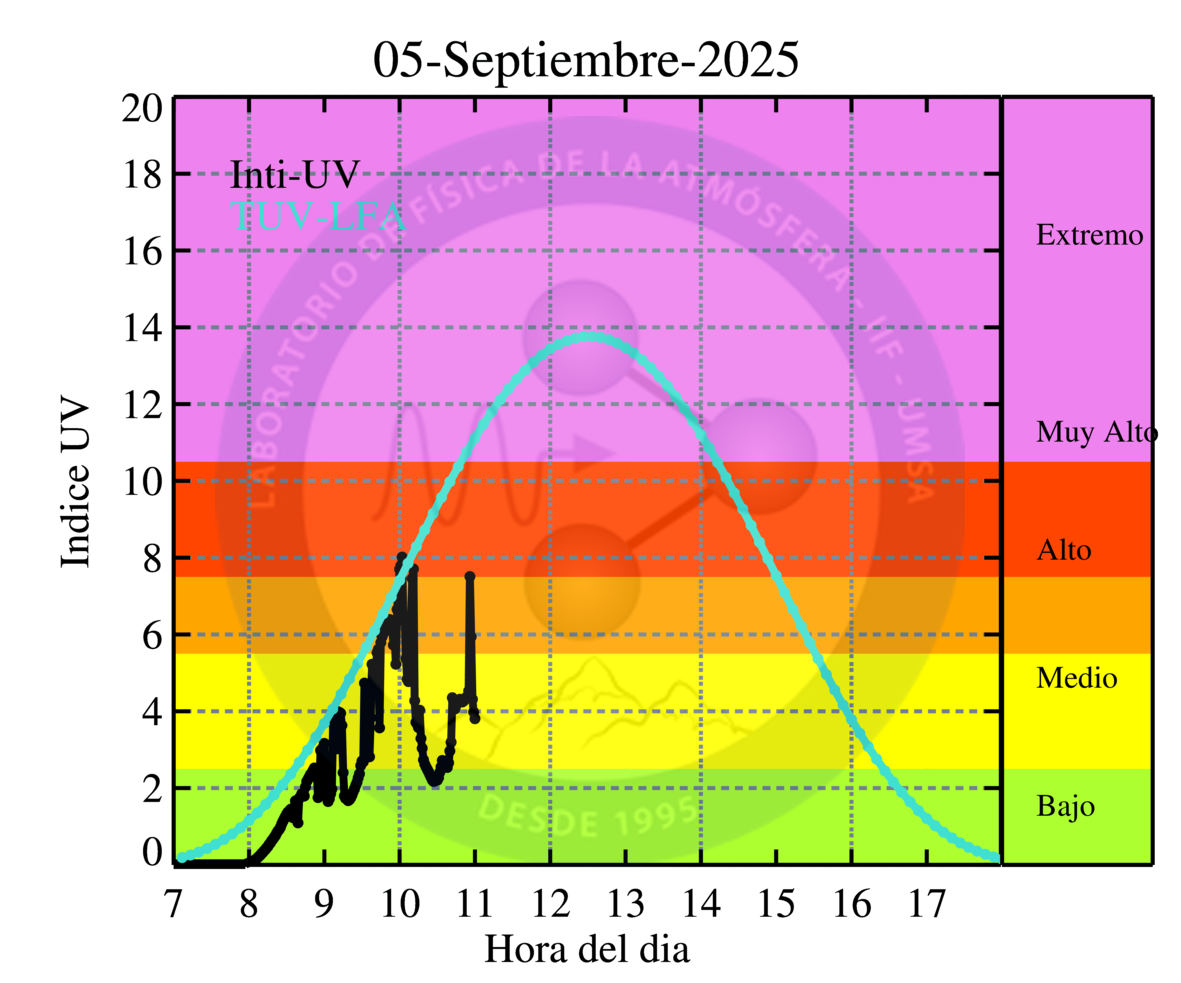 05-Septiembre-2025
Inti-UV
TUV-LFA
LABORATORIO DE FÍSICA DE LA ATMÓSFERA - IIF - UMSA
DESDE 1995
Indice UV
20
18
16
14
12
10
8
6
4
2
0
Extremo
Muy Alto
Alto
Medio
Bajo
7 8 9 10 11 12 13 14 15 16 17
Hora del dia